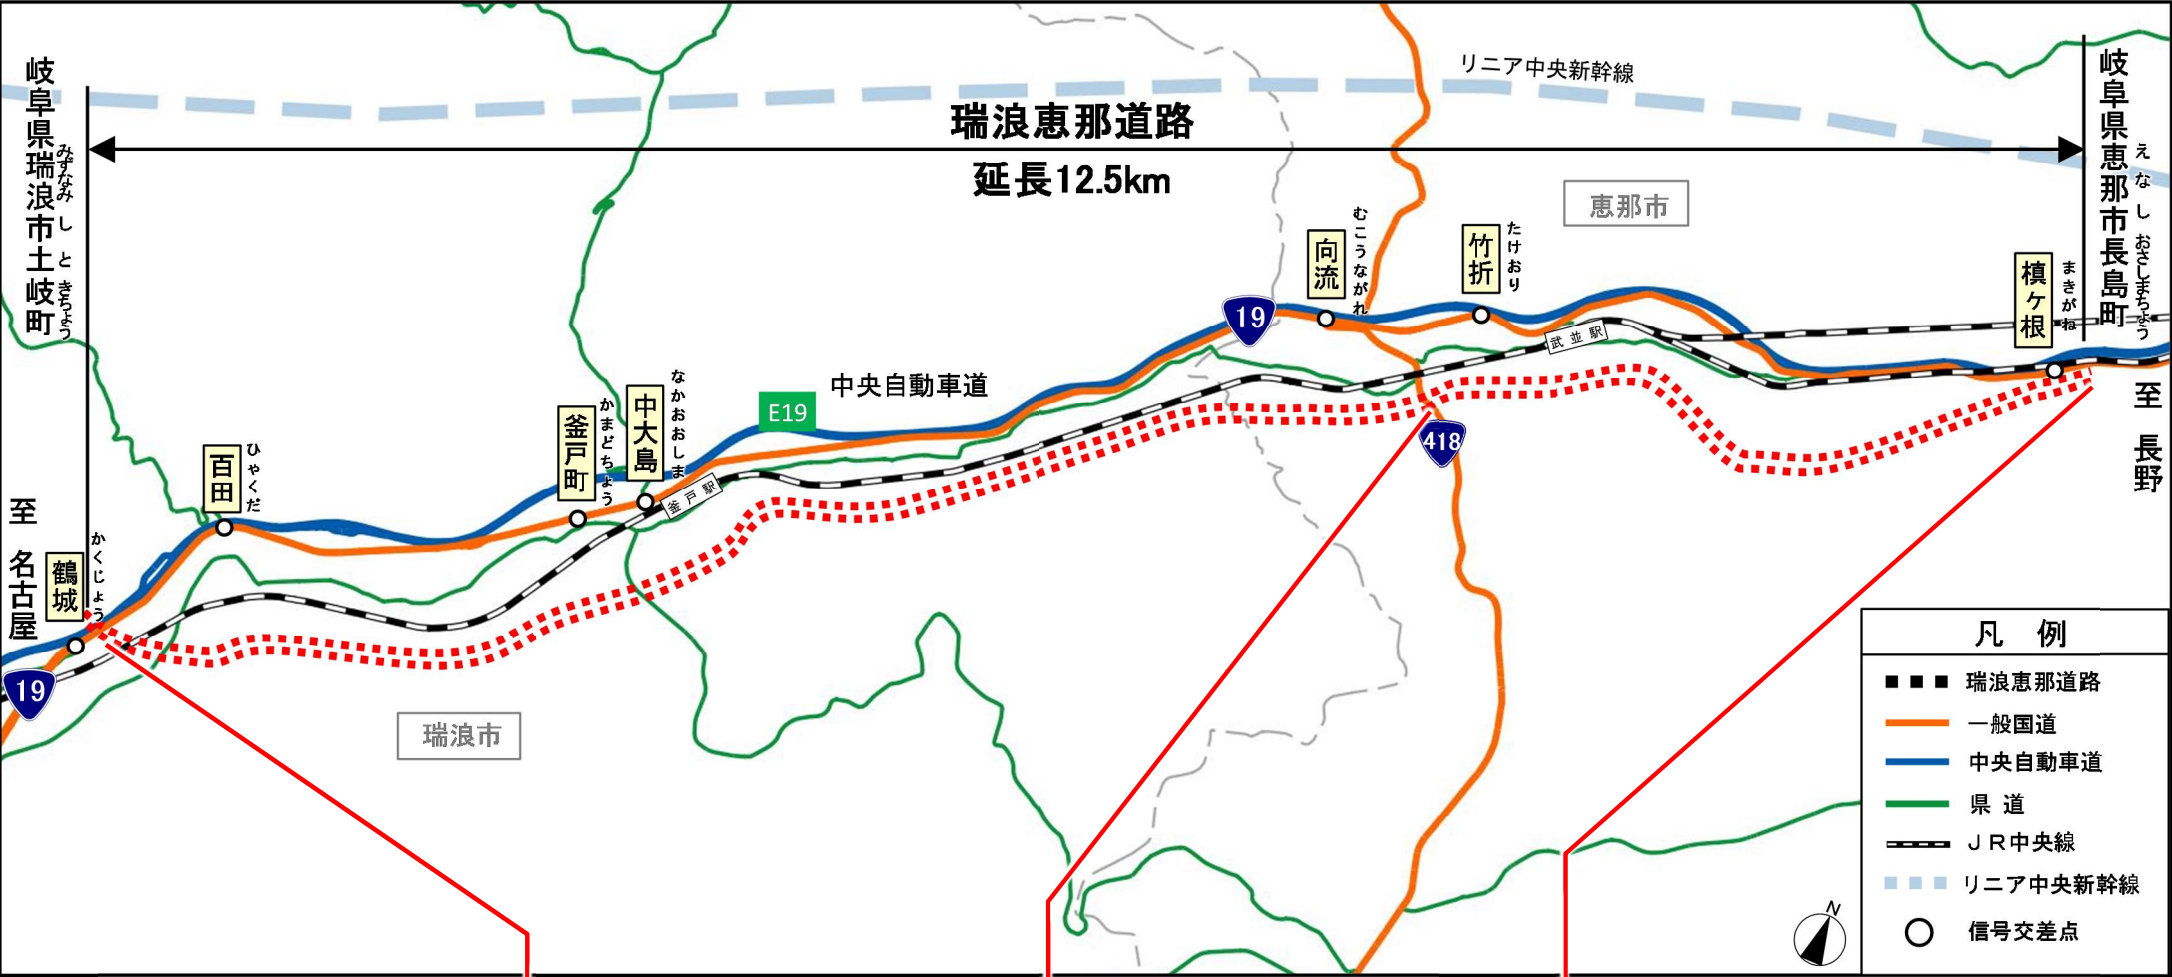 リニア中央新幹線
瑞浪恵那道路
延長12.5km
岐阜県瑞浪市土岐町
みずなみ し と きちょう
岐阜県恵那市長島町
え な し おさしまちょう
恵那市
向流
むこうながれ
竹折
たけおり
槙ヶ根
まきがね
19
武並駅
中央自動車道
E19
中大島
なかおおしま
釜戸町
かまどちょう
釜戸駅
百田
ひゃくだ
418
至 長野
至 名古屋
鶴城
かくじょう
19
瑞浪市
凡 例
瑞浪恵那道路
一般国道
中央自動車道
県 道
JR中央線
リニア中央新幹線
信号交差点
N